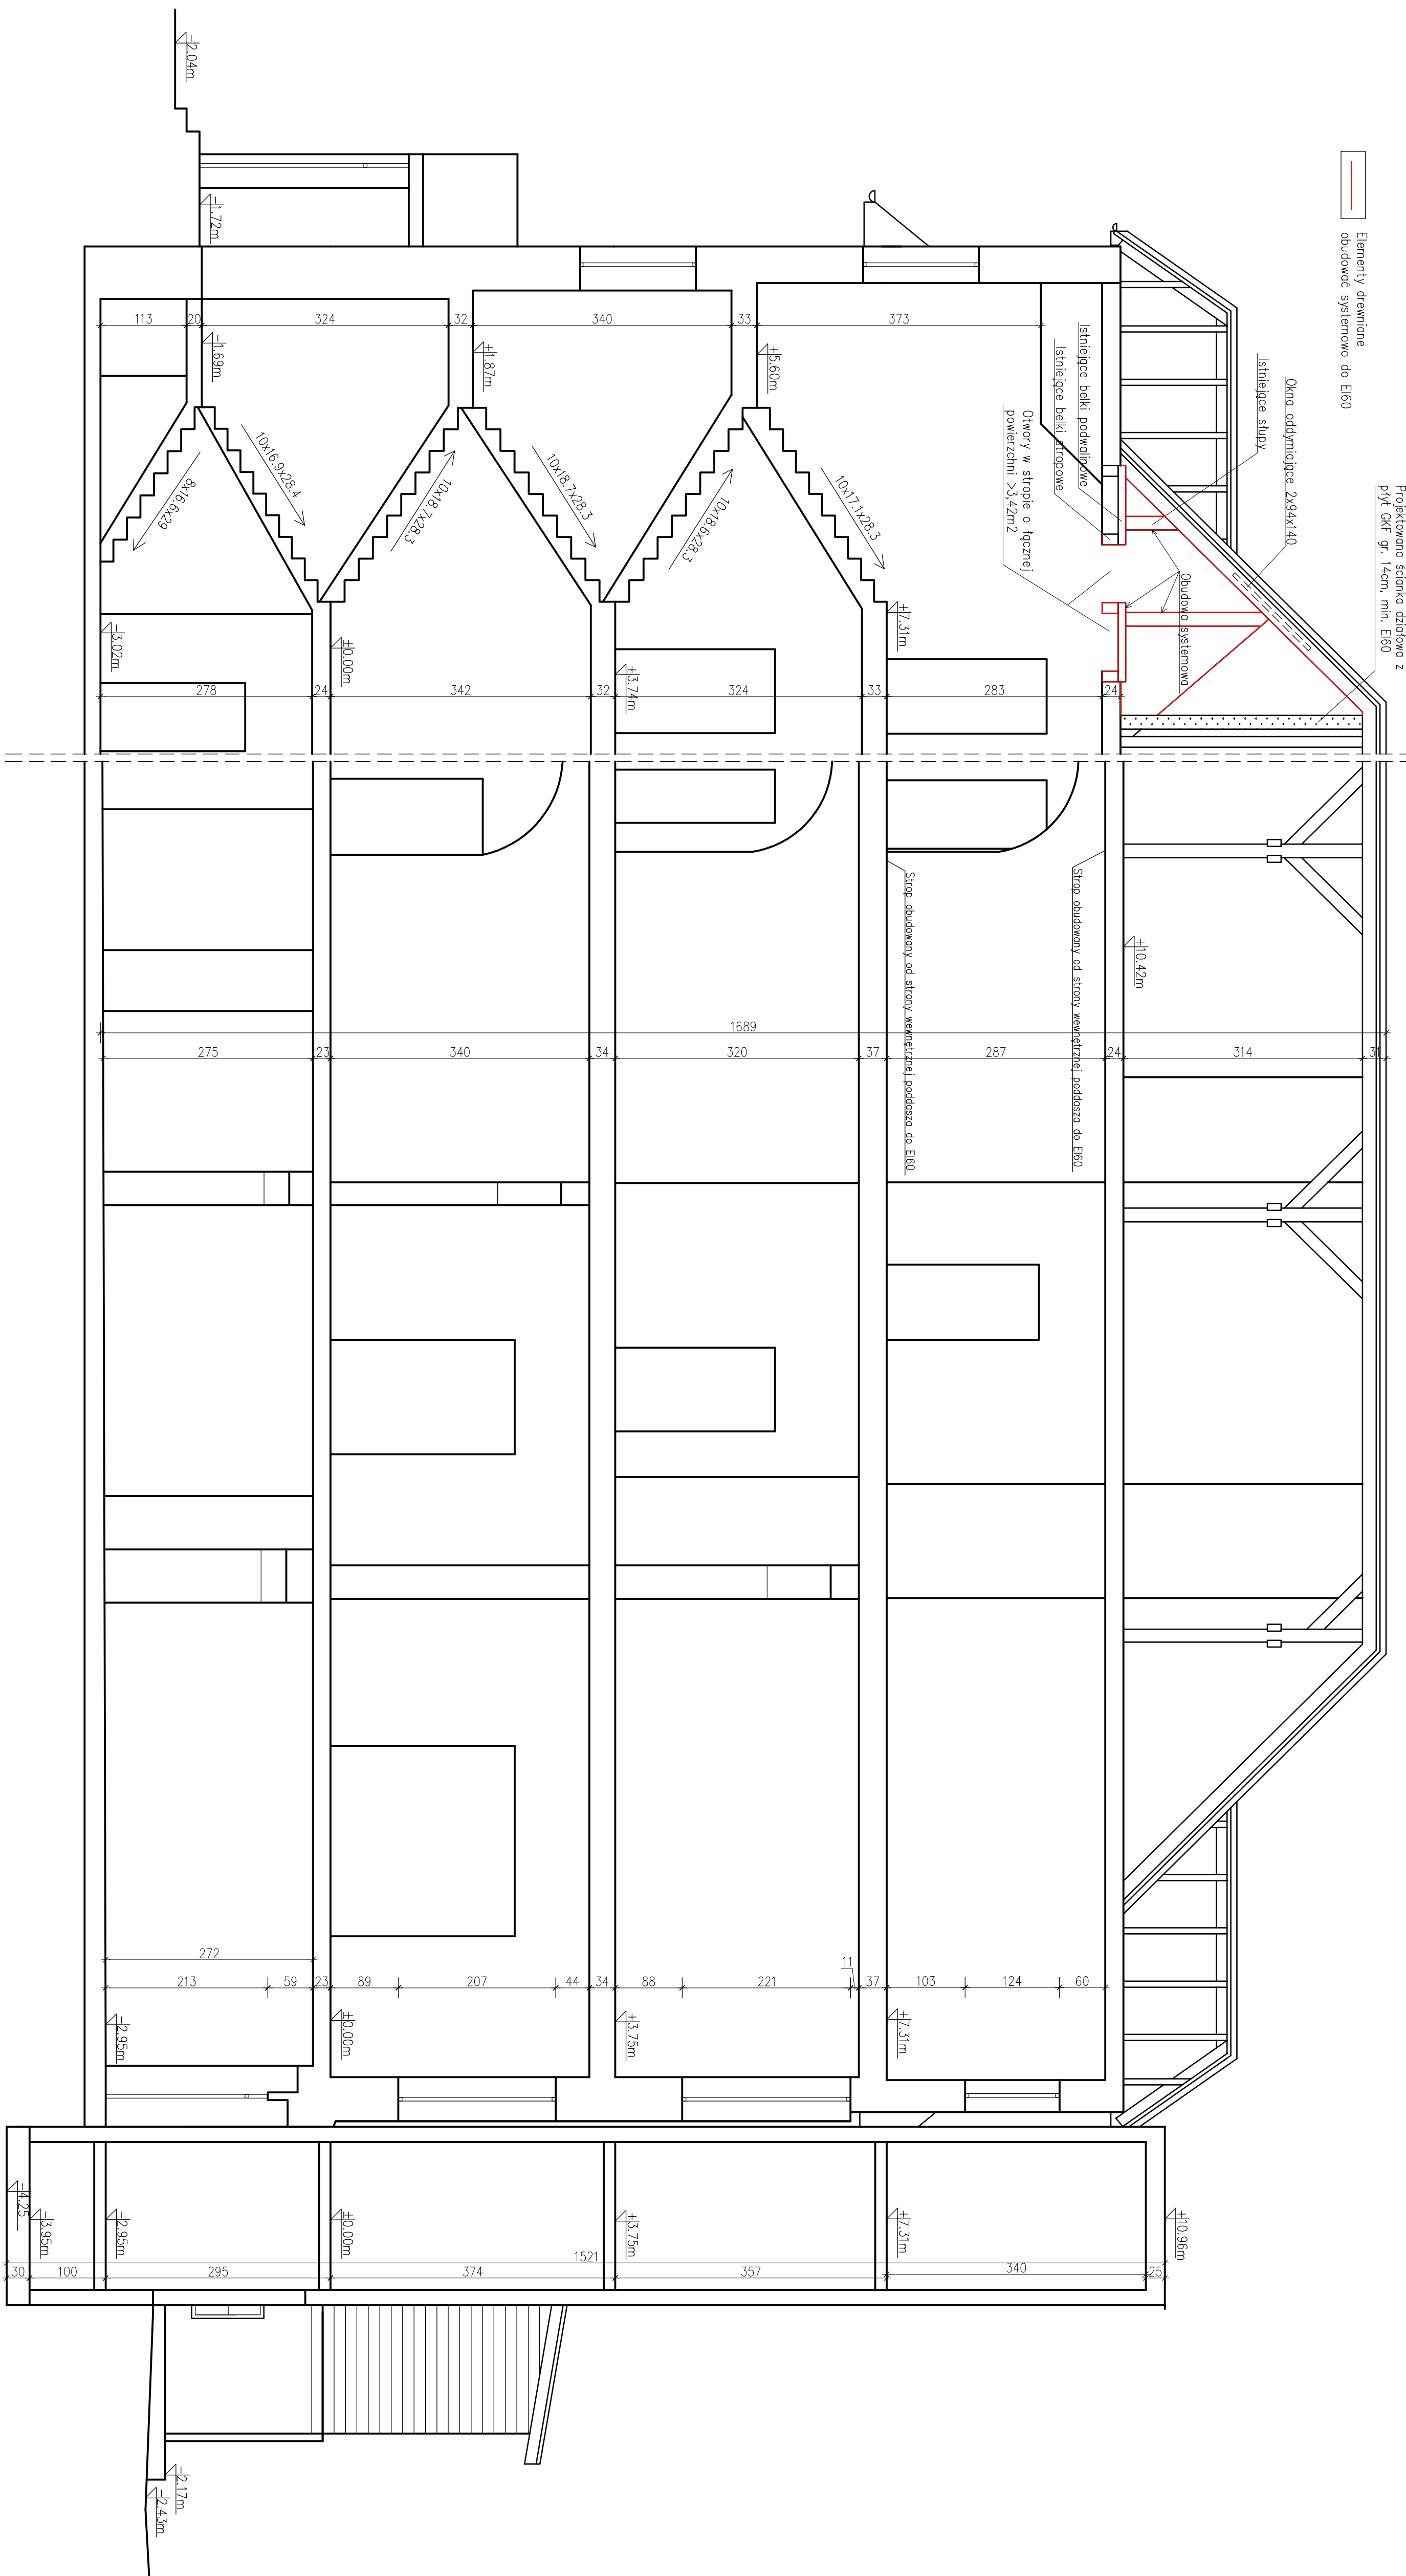 Elementy drewniane
obudować systemowo do EI60
Projektowana ścianka działowa z
płyt GKF gr. 14cm, min. EI60
Okna oddymiające 2x94x140
Istniejące słupy
Obudowa systemowa
Istniejące belki podwalinowe
Istniejące belki stropowe
Otwory w stropie o łącznej
powierzchni >3,42m2
Strop obudowany od strony wewnętrznej poddasza do EI60
Strop obudowany od strony wewnętrznej poddasza do EI60
-2.04m
-1.72m
113
20
324
32
340
33
373
-1.69m
+1.87m
+5.60m
8x16.6x29
10x16.9x28.4
10x18.7x28.3
10x18.7x28.3
10x18.6x28.3
10x17.1x28.3
-3.02m
±0.00m
+3.74m
+7.31m
278
24
342
32
324
33
283
24
+10.42m
1689
275
23
340
34
320
37
287
24
314
31
272
213
59
23
89
207
44
34
88
221
11
37
103
124
60
-2.95m
±0.00m
+3.75m
+7.31m
-4.25
-3.95m
-2.95m
±0.00m
+3.75m
+7.31m
+10.96m
1521
30
100
295
374
357
340
25
-2.17m
-2.43m